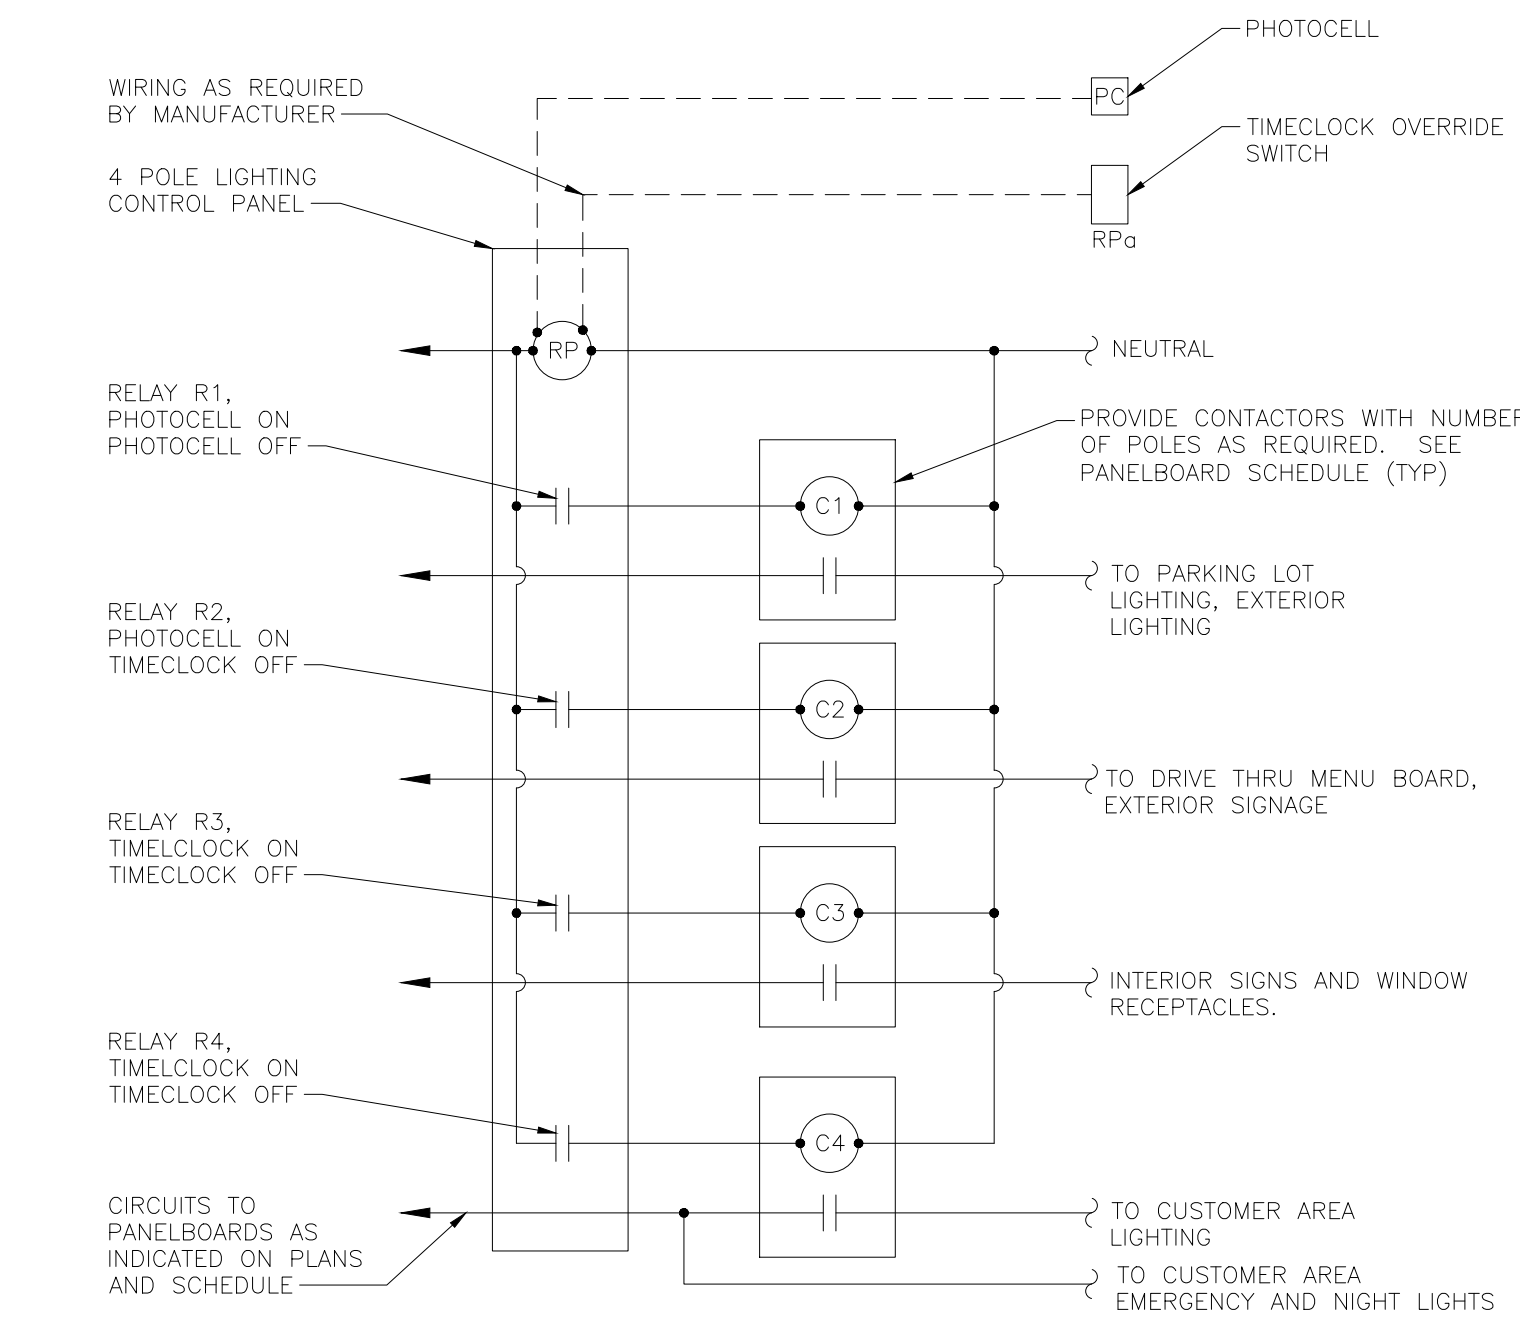 PHOTOCELL
WIRING AS REQUIRED
BY MANUFACTURER
PC
TIMECLOCK OVERRIDE
SWITCH
4 POLE LIGHTING
CONTROL PANEL
RPa
RP
NEUTRAL
RELAY R1,
PHOTOCELL ON
PHOTOCELL OFF
PROVIDE CONTACTORS WITH NUMBER
OF POLES AS REQUIRED. SEE
PANELBOARD SCHEDULE (TYP)
C1
TO PARKING LOT
LIGHTING, EXTERIOR
LIGHTING
RELAY R2,
PHOTOCELL ON
TIMECLOCK OFF
C2
TO DRIVE THRU MENU BOARD,
EXTERIOR SIGNAGE
RELAY R3,
TIMELCLOCK ON
TIMECLOCK OFF
C3
INTERIOR SIGNS AND WINDOW
RECEPTACLES.
RELAY R4,
TIMELCLOCK ON
TIMECLOCK OFF
C4
CIRCUITS TO
PANELBOARDS AS
INDICATED ON PLANS
AND SCHEDULE
TO CUSTOMER AREA
LIGHTING
TO CUSTOMER AREA
EMERGENCY AND NIGHT LIGHTS